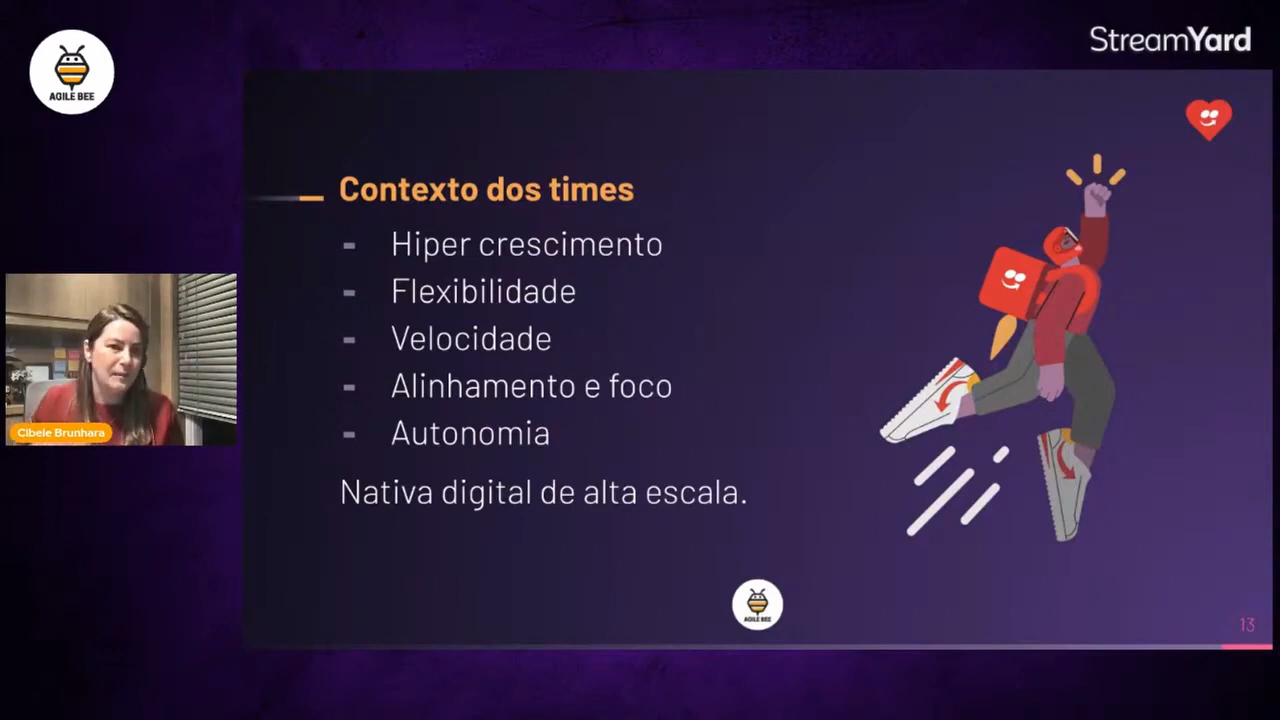 AGILE BEE
StreamYard
Contexto dos times
- Hiper crescimento
- Flexibilidade
- Velocidade
- Alinhamento e foco
- Autonomia
Nativa digital de alta escala.
Cibele Brunhara
AGILE BEE
13